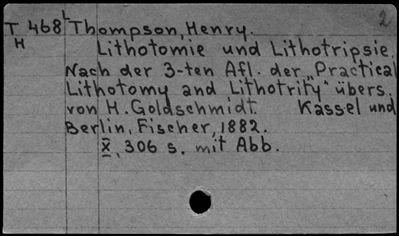 2
T 468 L Thompson, Henry.
H Lithotomie und Lithotripsie.
Nach der 3-ten Afl. der „Practical
Lithotomy and Lithotrity" übers.
von H. Goldschmidt. Kassel und
Berlin, Fischer, 1882.
X, 306 s. mit Abb.